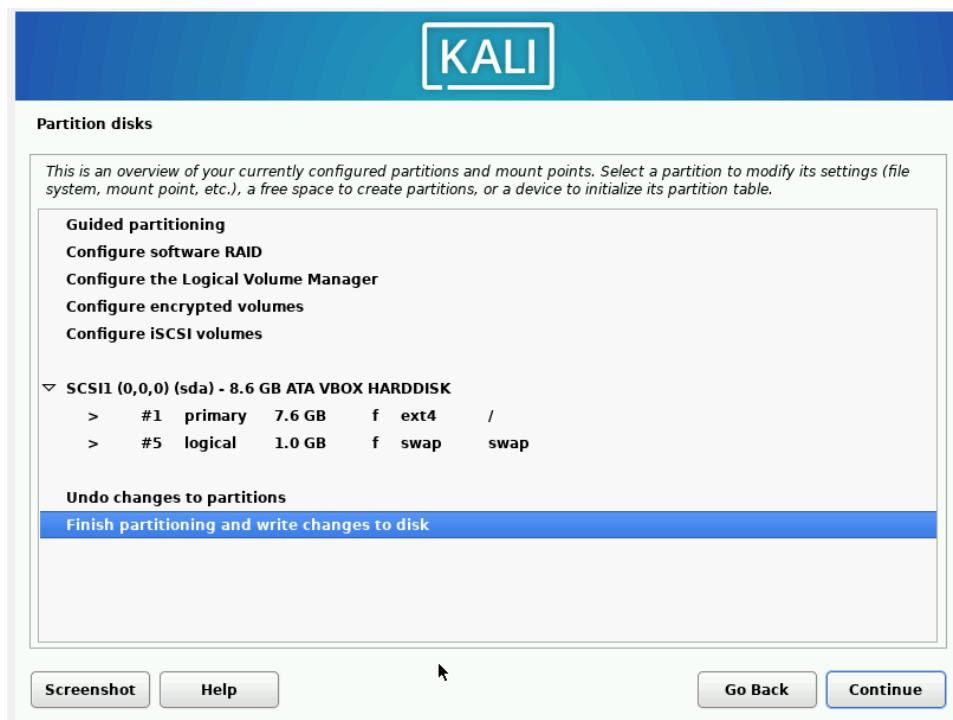 KALI
Partition disks
This is an overview of your currently configured partitions and mount points. Select a partition to modify its settings (file
system, mount point, etc.), a free space to create partitions, or a device to initialize its partition table.
Guided partitioning
Configure software RAID
Configure the Logical Volume Manager
Configure encrypted volumes
Configure iSCSI volumes
SCSI1 (0,0,0) (sda) - 8.6 GB ATA VBOX HARDDISK
> #1 primary 7.6 GB f ext4 /
> #5 logical 1.0 GB f swap swap
Undo changes to partitions
Finish partitioning and write changes to disk
Screenshot Help Go Back Continue